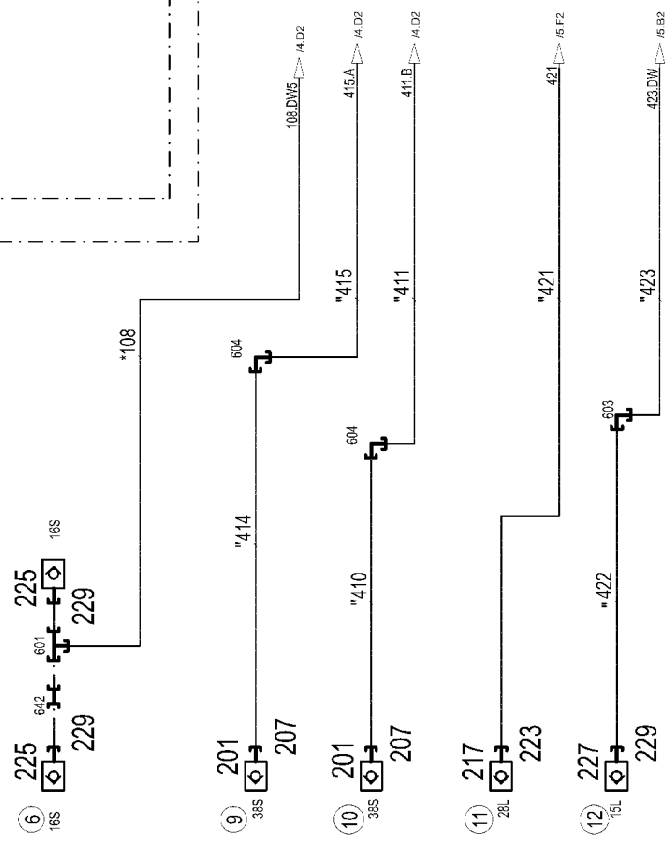 108.DW5
/4.D2
415.A
/4.D2
411.B
/4.D2
421
/5.F2
423.DW
/5.B2
*108
"415
"411
"421
"423
604
604
603
"414
"410
"422
16S
225
229
601
642
225
229
6
16S
201
207
9
38S
201
207
10
38S
217
223
11
28L
227
229
12
15L